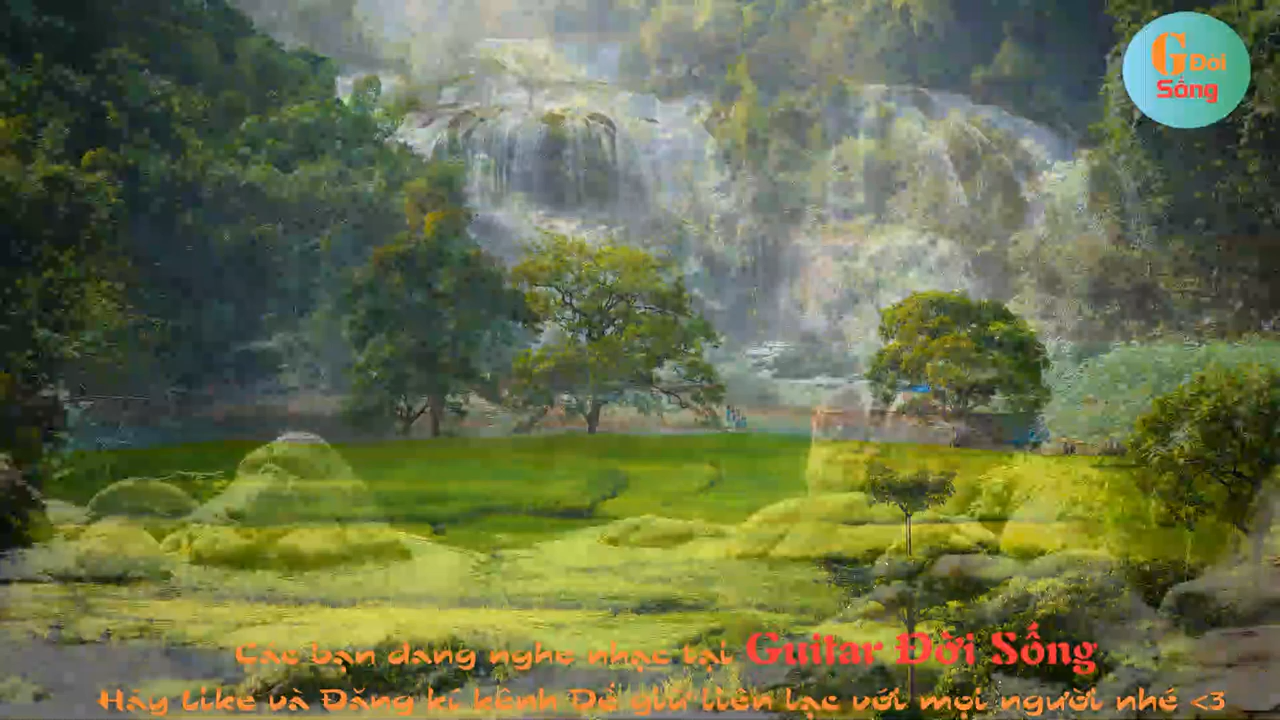 G Đời
Sống
Các bạn đang nghe nhạc tại Guitar Đời Sống
Hãy Like và Đăng kí kênh Để giữ liên lạc với mọi người nhé <3